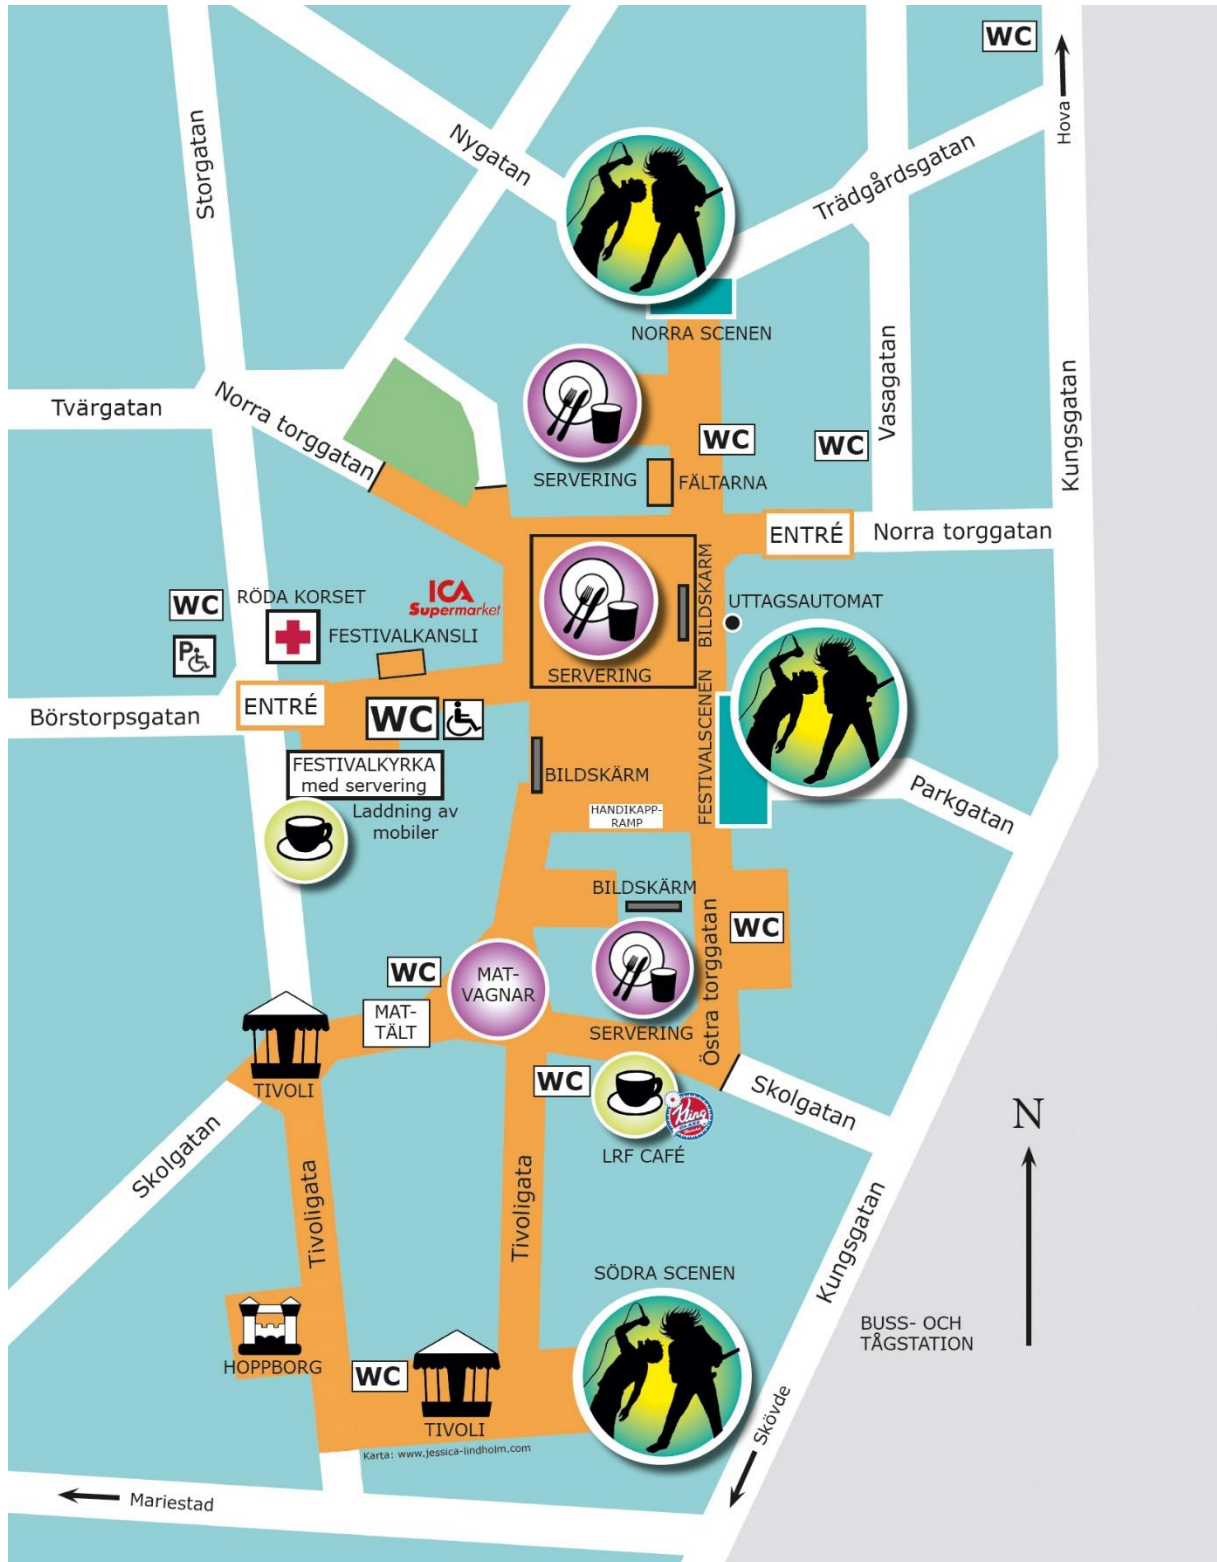 WC
Hova
Nygatan
Storgatan
Trädgårdsgatan
NORRA SCENEN
Vasagatan
Kungsgatan
Tvärgatan
Norra torggatan
WC
WC
SERVERING
FÄLTARNA
ENTRÉ
Norra torggatan
BILDSKÄRM
ICA
Supermarket
WC
RÖDA KORSET
UTTAGSAUTOMAT
FESTIVALKANSLI
P
SERVERING
ENTRÉ
Börstorpsgatan
WC
FESTIVALSCENEN
FESTIVALKYRKA
med servering
BILDSKÄRM
Laddning av
mobiler
HANDIKAPP-
RAMP
Parkgatan
BILDSKÄRM
WC
Östra torggatan
WC
MAT-
VAGNAR
MAT-
TÄLT
SERVERING
TIVOLI
WC
Kling
LRF CAFÉ
Skolgatan
N
Skolgatan
Tivoligata
Tivoligata
Kungsgatan
SÖDRA SCENEN
BUSS- OCH
TÅGSTATION
HOPPBORG
WC
TIVOLI
Skövde
Karta: www.jessica-lindholm.com
Mariestad